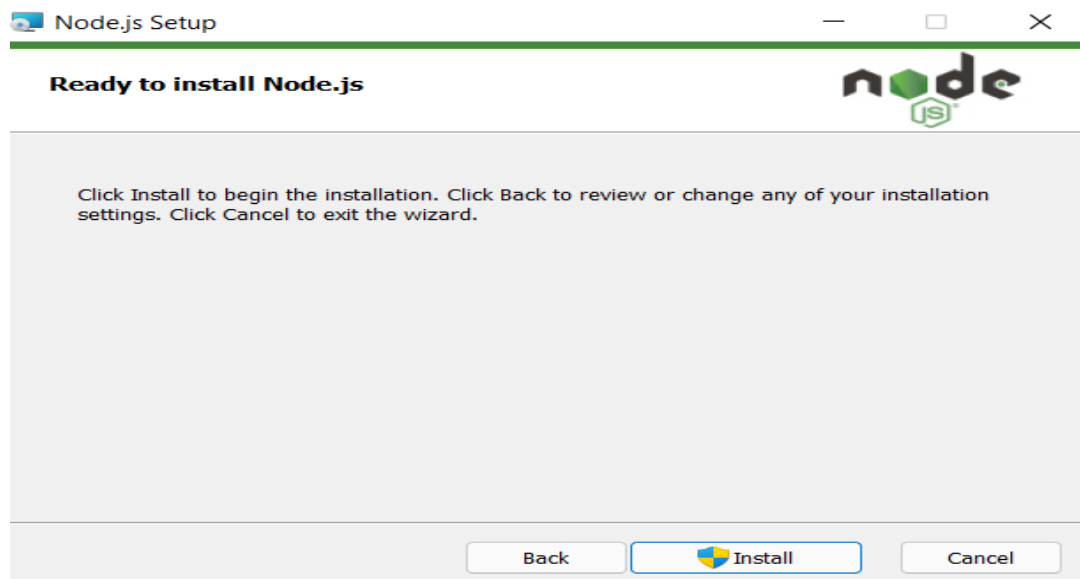 Node.js Setup
Ready to install Node.js
node
JS
Click Install to begin the installation. Click Back to review or change any of your installation
settings. Click Cancel to exit the wizard.
Back
Install
Cancel